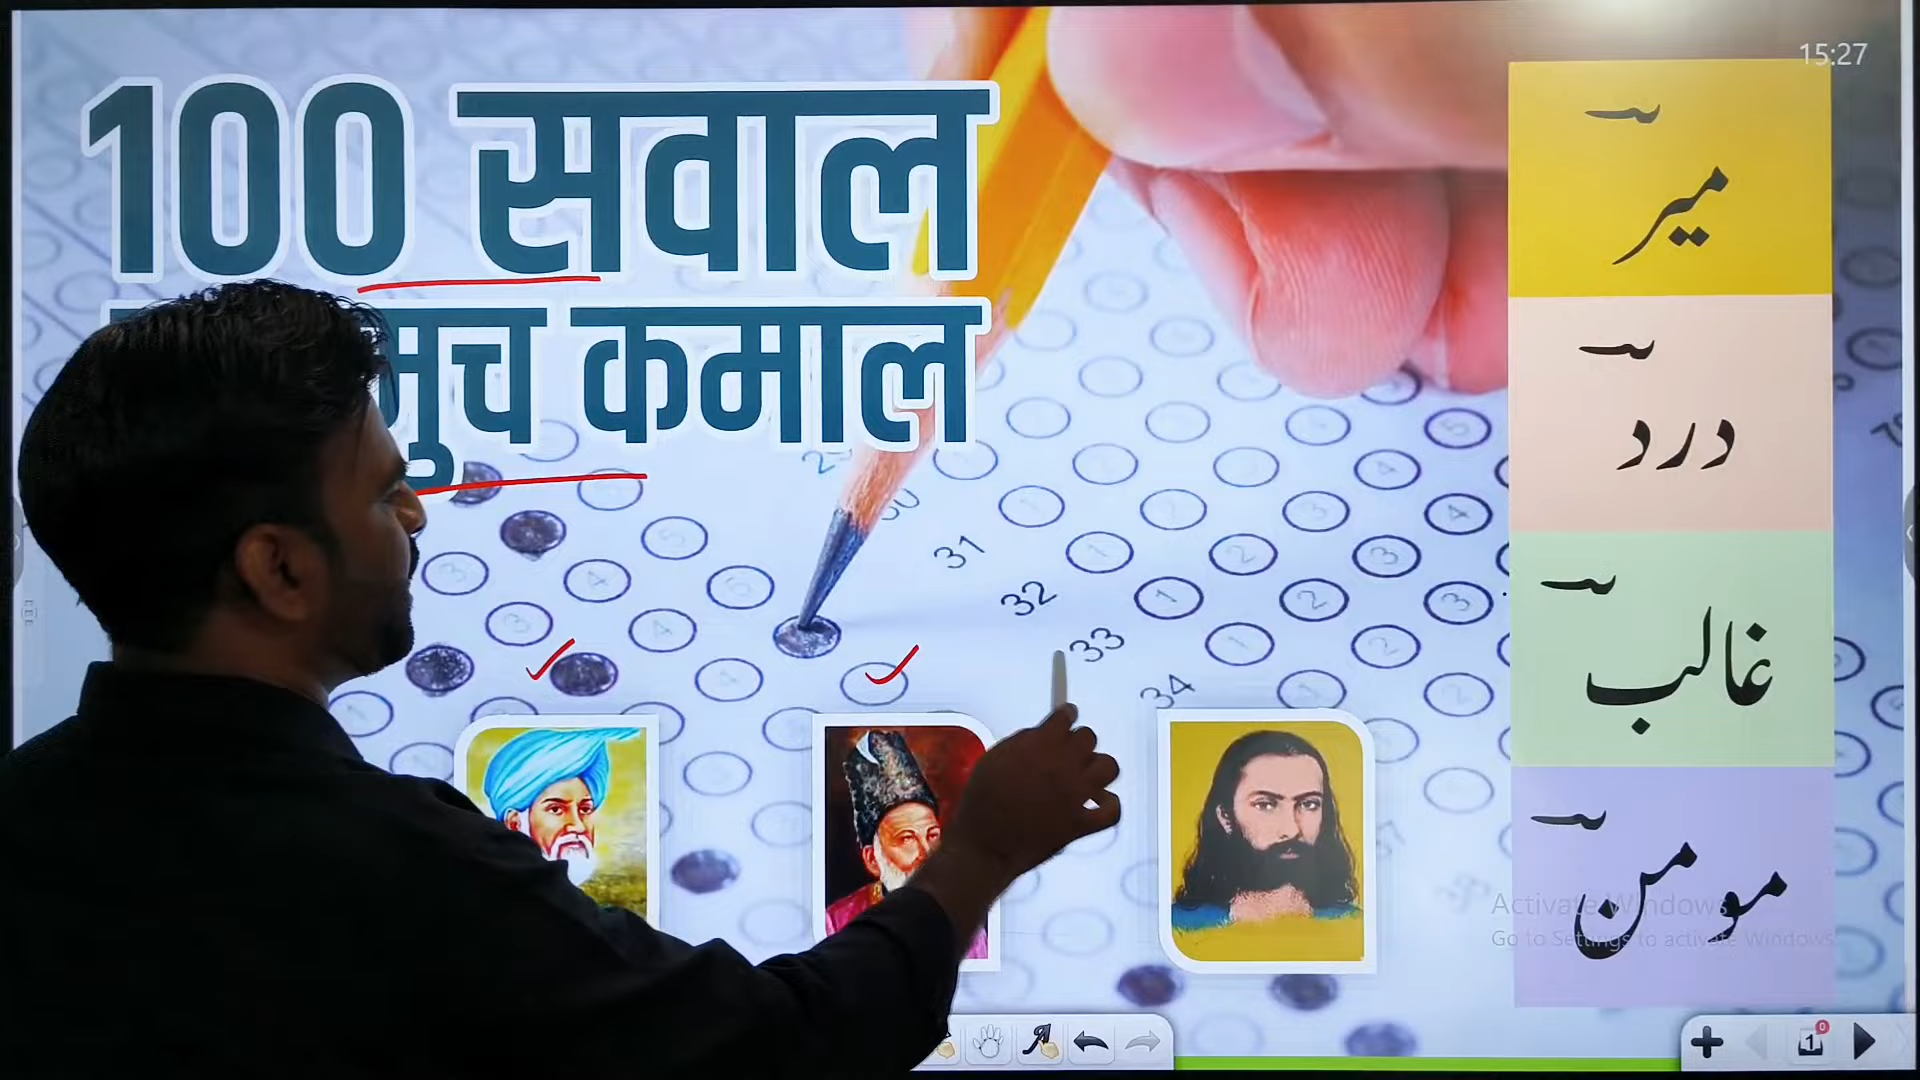 15:27
100 सवाल
मुच कमाल
میرؔ
دردؔ
غالبؔ
مومنؔ
31
32
33
34
Activate Windows
Go to Settings to activate Windows.